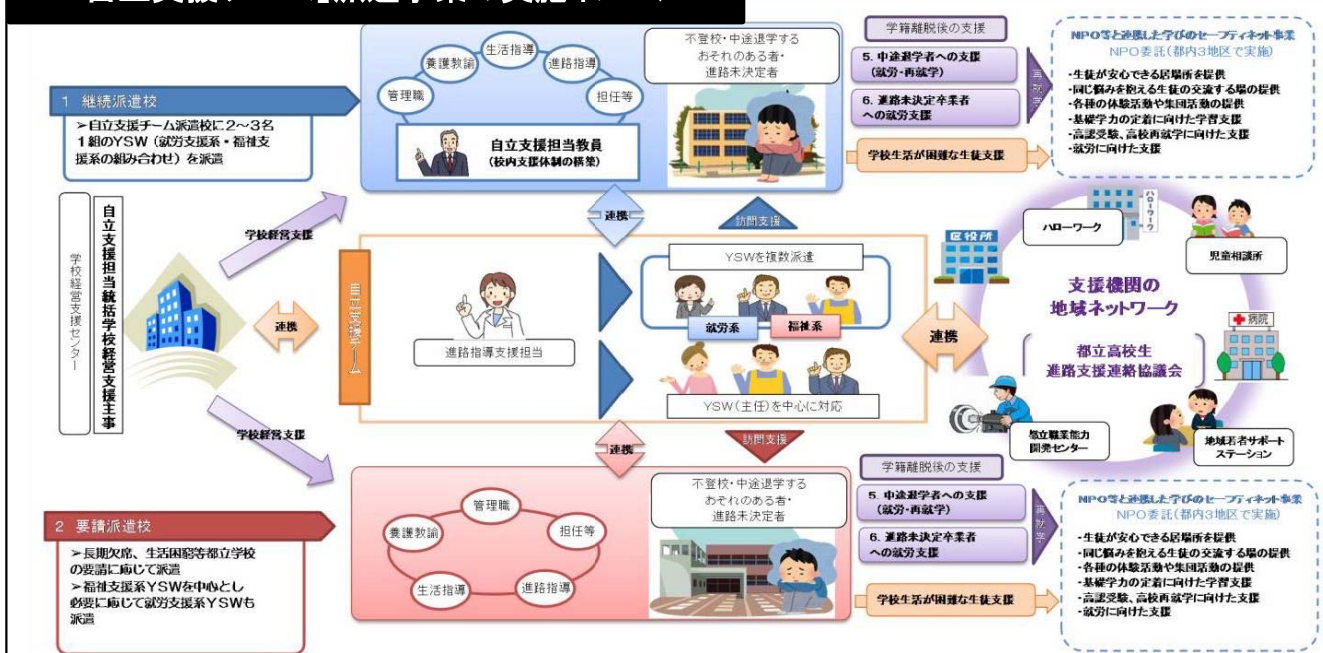 自立支援チーム」派遣事業の実施イメージ
1 継続派遣校
➢自立支援チーム派遣校に2～3名
1組のYSW(就労支援系・福祉支
援系の組み合わせ)を派遣
管理職
養護教諭
生活指導
進路指導
担任等
自立支援担当教員
(校内支援体制の構築)
不登校・中途退学する
おそれのある者・
進路未決定者
学籍離脱後の支援
5. 中途退学者への支援
(就労・再就学)
6. 進路未決定卒業者
への就労支援
再就学
学校生活が困難な生徒支援
NPO等と連携した学びのセーフティネット事業
NPO委託(都内3地区で実施)
・生徒が安心できる居場所を提供
・同じ悩みを抱える生徒の交流する場の提供
・各種の体験活動や集団活動の提供
・基礎学力の定着に向けた学習支援
・高認受験、高校再就学に向けた支援
・就労に向けた支援
学校経営支援センター
自立支援担当統括学校経営支援主事
学校経営支援
連携
学校経営支援
自立支援チーム
連携
訪問支援
進路指導支援担当
YSWを複数派遣
就労系
福祉系
YSW(主任)を中心に対応
連携
訪問支援
連携
区役所
ハローワーク
ハローワーク
児童相談所
支援機関の
地域ネットワーク
都立高校生
進路支援連絡協議会
病院
都立職業能力
開発センター
地域若者サポート
ステーション
2 要請派遣校
➢長期欠席、生活困窮等都立学校
の要請に応じて派遣
➢福祉支援系YSWを中心とし
必要に応じて就労支援系YSWも
派遣
管理職
養護教諭
担任等
生活指導
進路指導
不登校・中途退学する
おそれのある者・
進路未決定者
学籍離脱後の支援
5. 中途退学者への支援
(就労・再就学)
6. 進路未決定卒業者
への就労支援
再就学
学校生活が困難な生徒支援
NPO等と連携した学びのセーフティネット事業
NPO委託(都内3地区で実施)
・生徒が安心できる居場所を提供
・同じ悩みを抱える生徒の交流する場の提供
・各種の体験活動や集団活動の提供
・基礎学力の定着に向けた学習支援
・高認受験、高校再就学に向けた支援
・就労に向けた支援